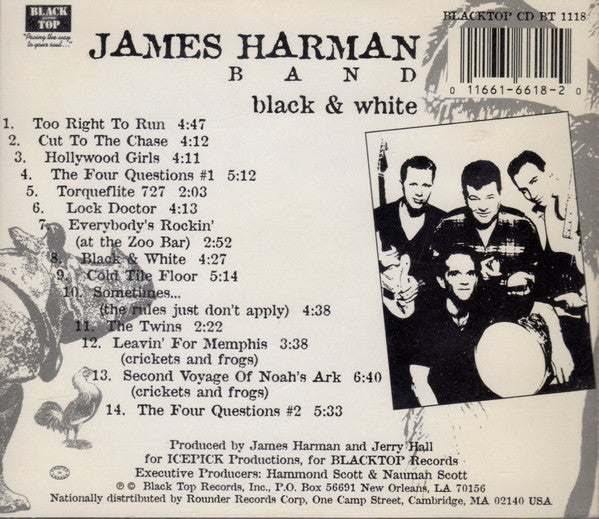 BLACK
TOP
"Paving the way
to your soul..."
JAMES HARMAN
BAND
black & white
BLACKTOP CD BT 1118
0 11661-6618-2 0
1. Too Right To Run 4:47
2. Cut To The Chase 4:12
3. Hollywood Girls 4:11
4. The Four Questions #1 5:12
5. Torqueflite 727 2:03
6. Lock Doctor 4:13
7. Everybody's Rockin'
(at the Zoo Bar) 2:52
8. Black & White 4:27
9. Cold Tile Floor 5:14
10. Sometimes...
(the rules just don't apply) 4:38
11. The Twins 2:22
12. Leavin' For Memphis 3:38
(crickets and frogs)
13. Second Voyage Of Noah's Ark 6:40
(crickets and frogs)
14. The Four Questions #2 5:33
Produced by James Harman and Jerry Hall
for ICEPICK Productions, for BLACKTOP Records
Executive Producers: Hammond Scott & Nauman Scott
℗ © Black Top Records, Inc., P.O. Box 56691 New Orleans, LA 70156
Nationally distributed by Rounder Records Corp, One Camp Street, Cambridge, MA 02140 USA